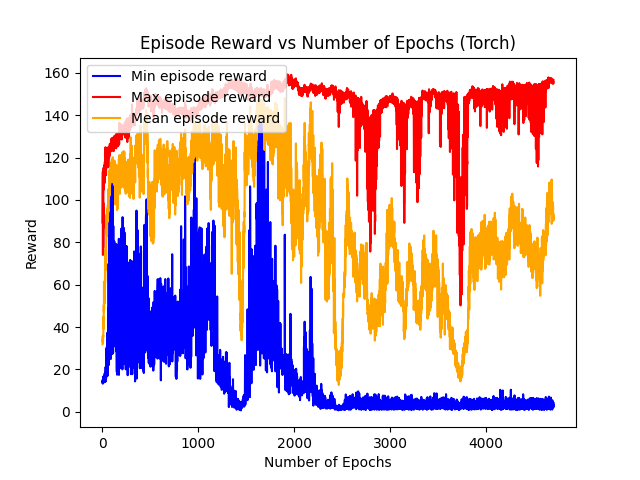 Episode Reward vs Number of Epochs (Torch)
Min episode reward
Max episode reward
Mean episode reward
160
140
120
100
80
60
40
20
0
Reward
0 1000 2000 3000 4000
Number of Epochs